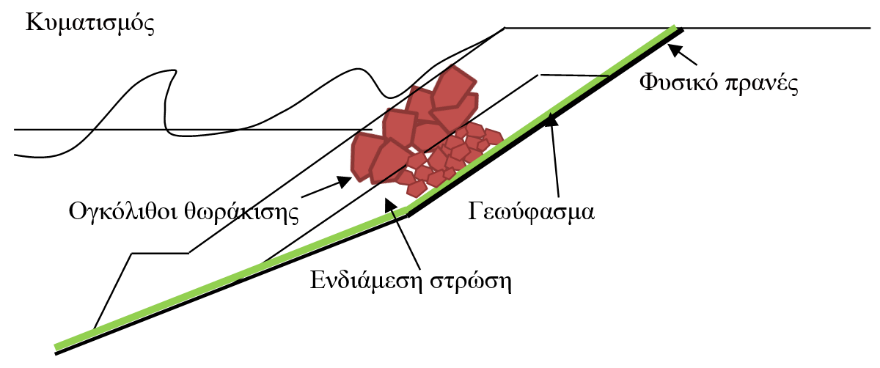 Κυματισμός
Φυσικό πρανές
Ογκόλιθοι θωράκισης
Γεωύφασμα
Ενδιάμεση στρώση